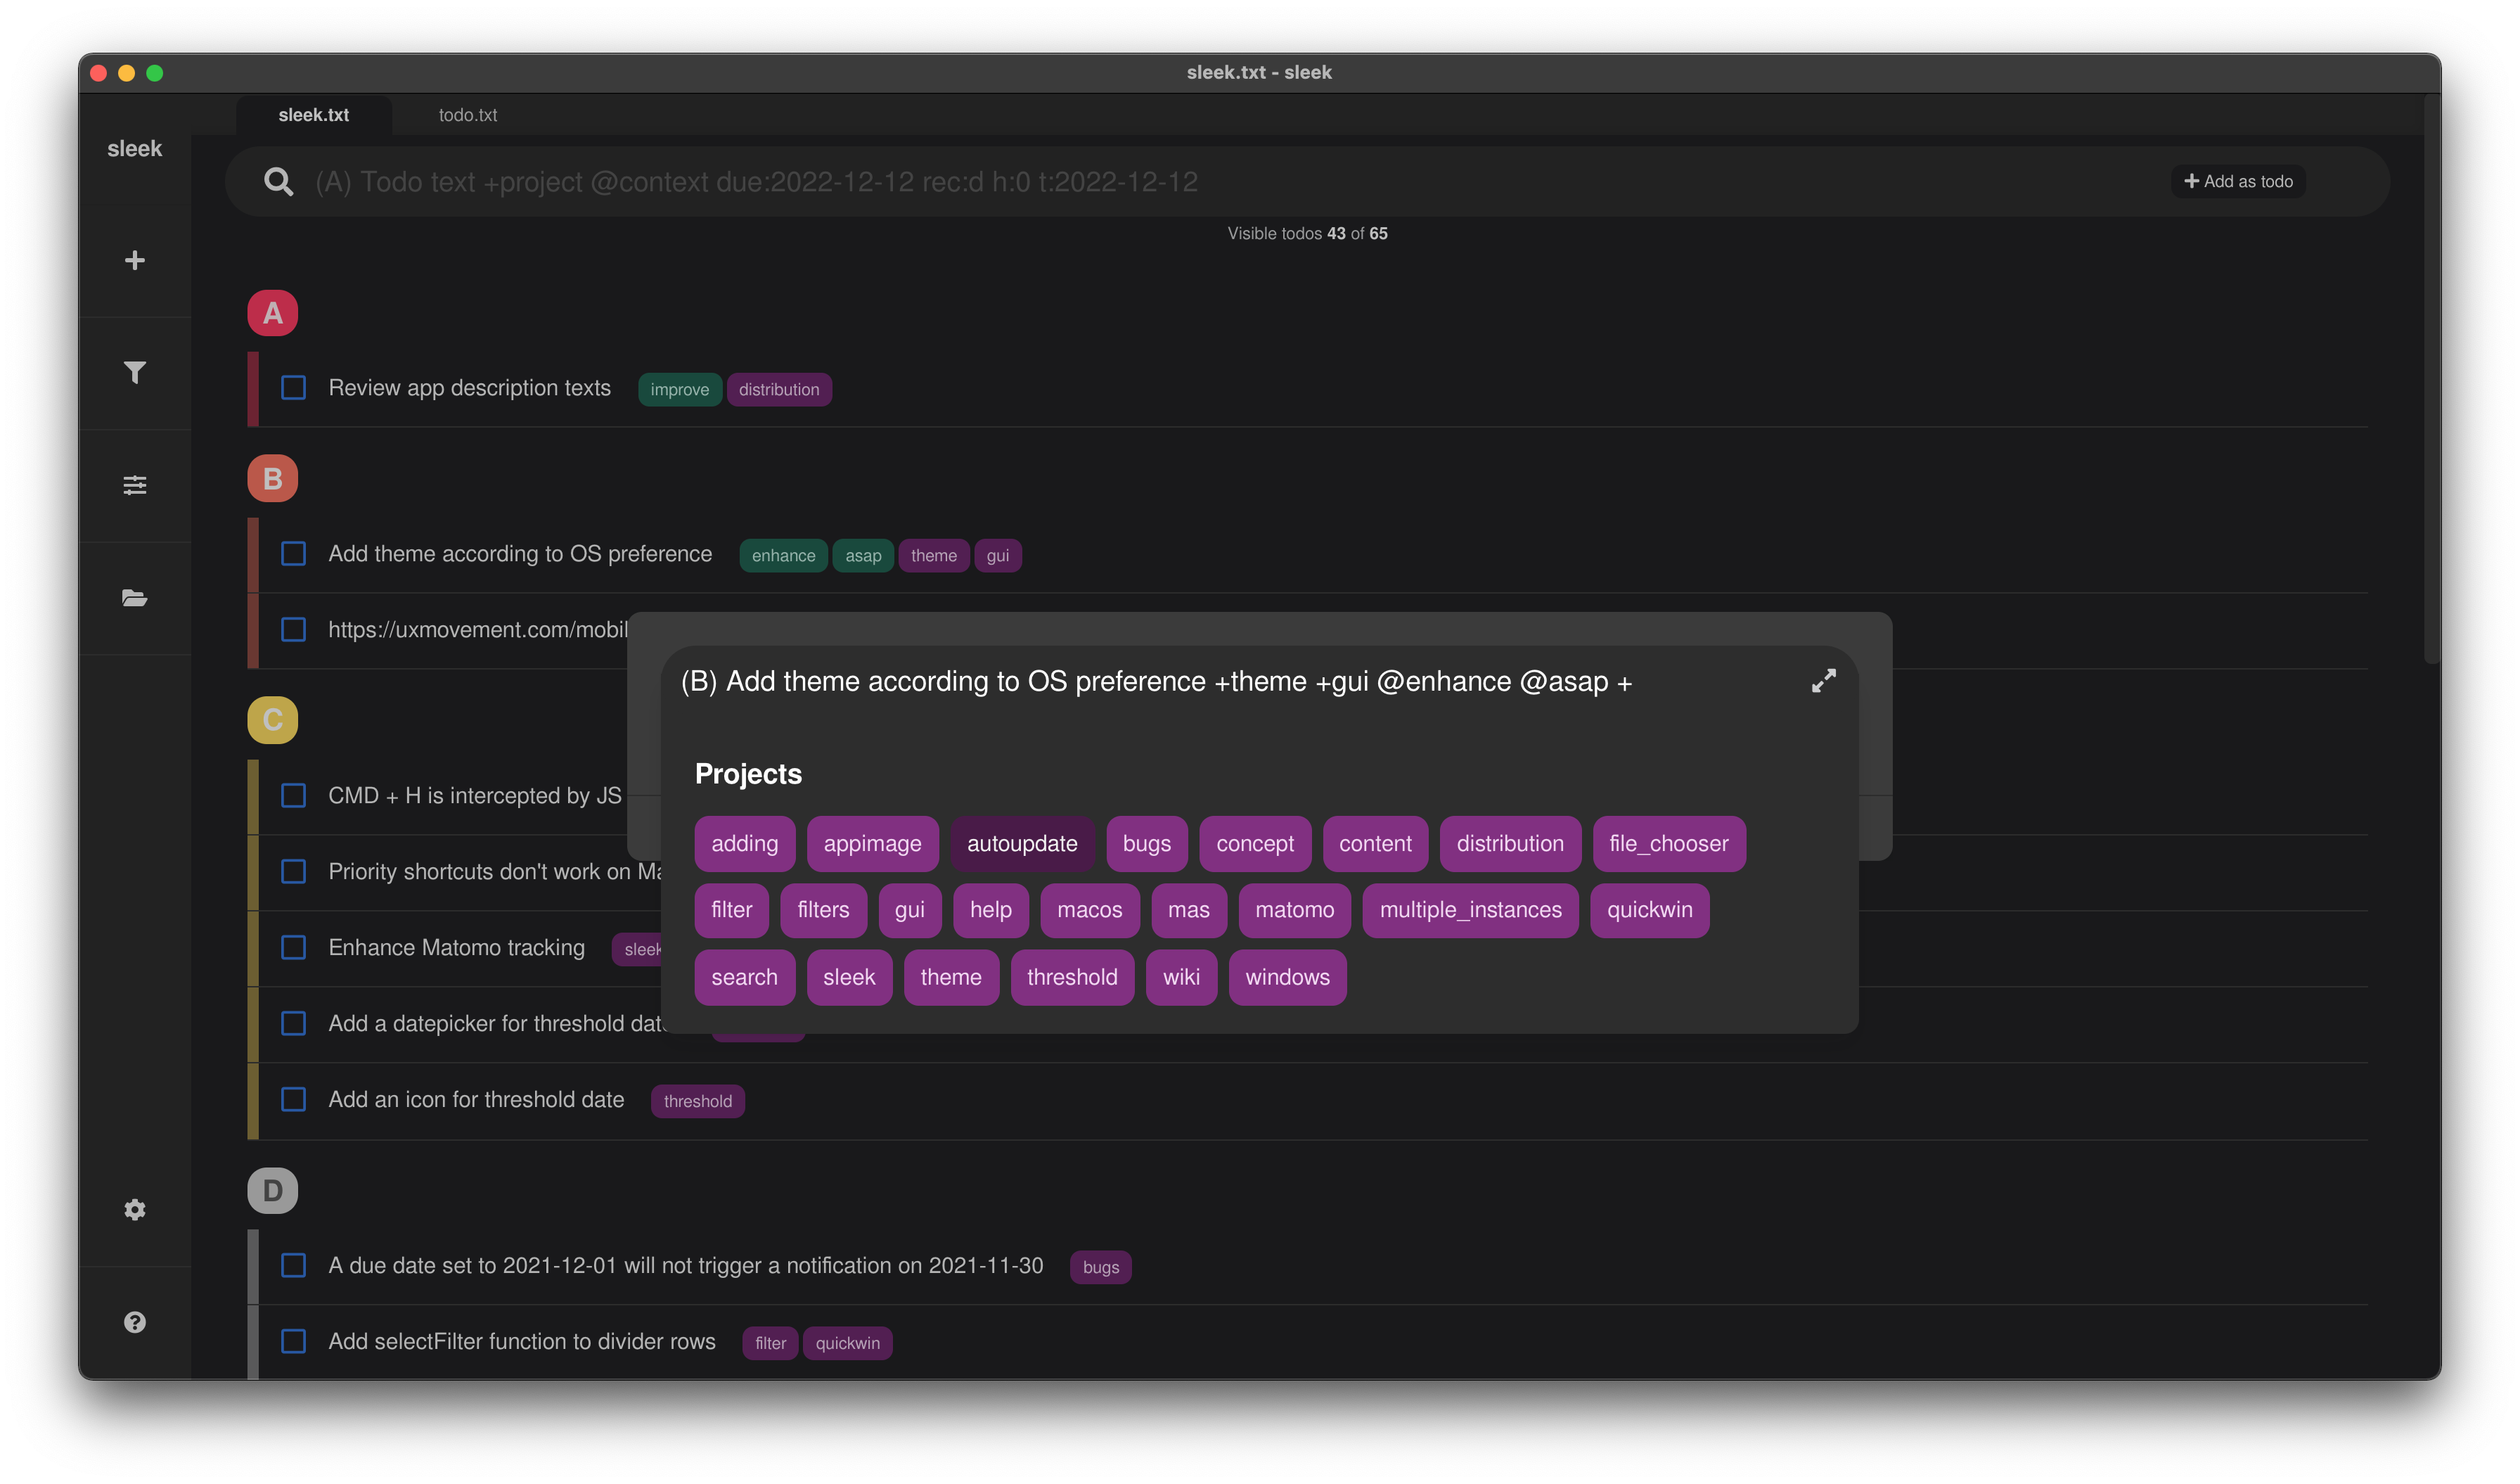 sleek.txt - sleek
sleek.txt todo.txt
sleek
(A) Todo text +project @context due:2022-12-12 rec:d h:0 t:2022-12-12
Add as todo
Visible todos 43 of 65
A
Review app description texts improve distribution
B
Add theme according to OS preference enhance asap theme gui
https://uxmovement.com/mobil
C
CMD + H is intercepted by JS
Priority shortcuts don't work on
Enhance Matomo tracking sleek
Add a datepicker for threshold
Add an icon for threshold date threshold
D
A due date set to 2021-12-01 will not trigger a notification on 2021-11-30 bugs
Add selectFilter function to divider rows filter quickwin
(B) Add theme according to OS preference +theme +gui @enhance @asap +
Projects
adding appimage autoupdate bugs concept content distribution file_chooser
filter filters gui help macos mas matomo multiple_instances quickwin
search sleek theme threshold wiki windows